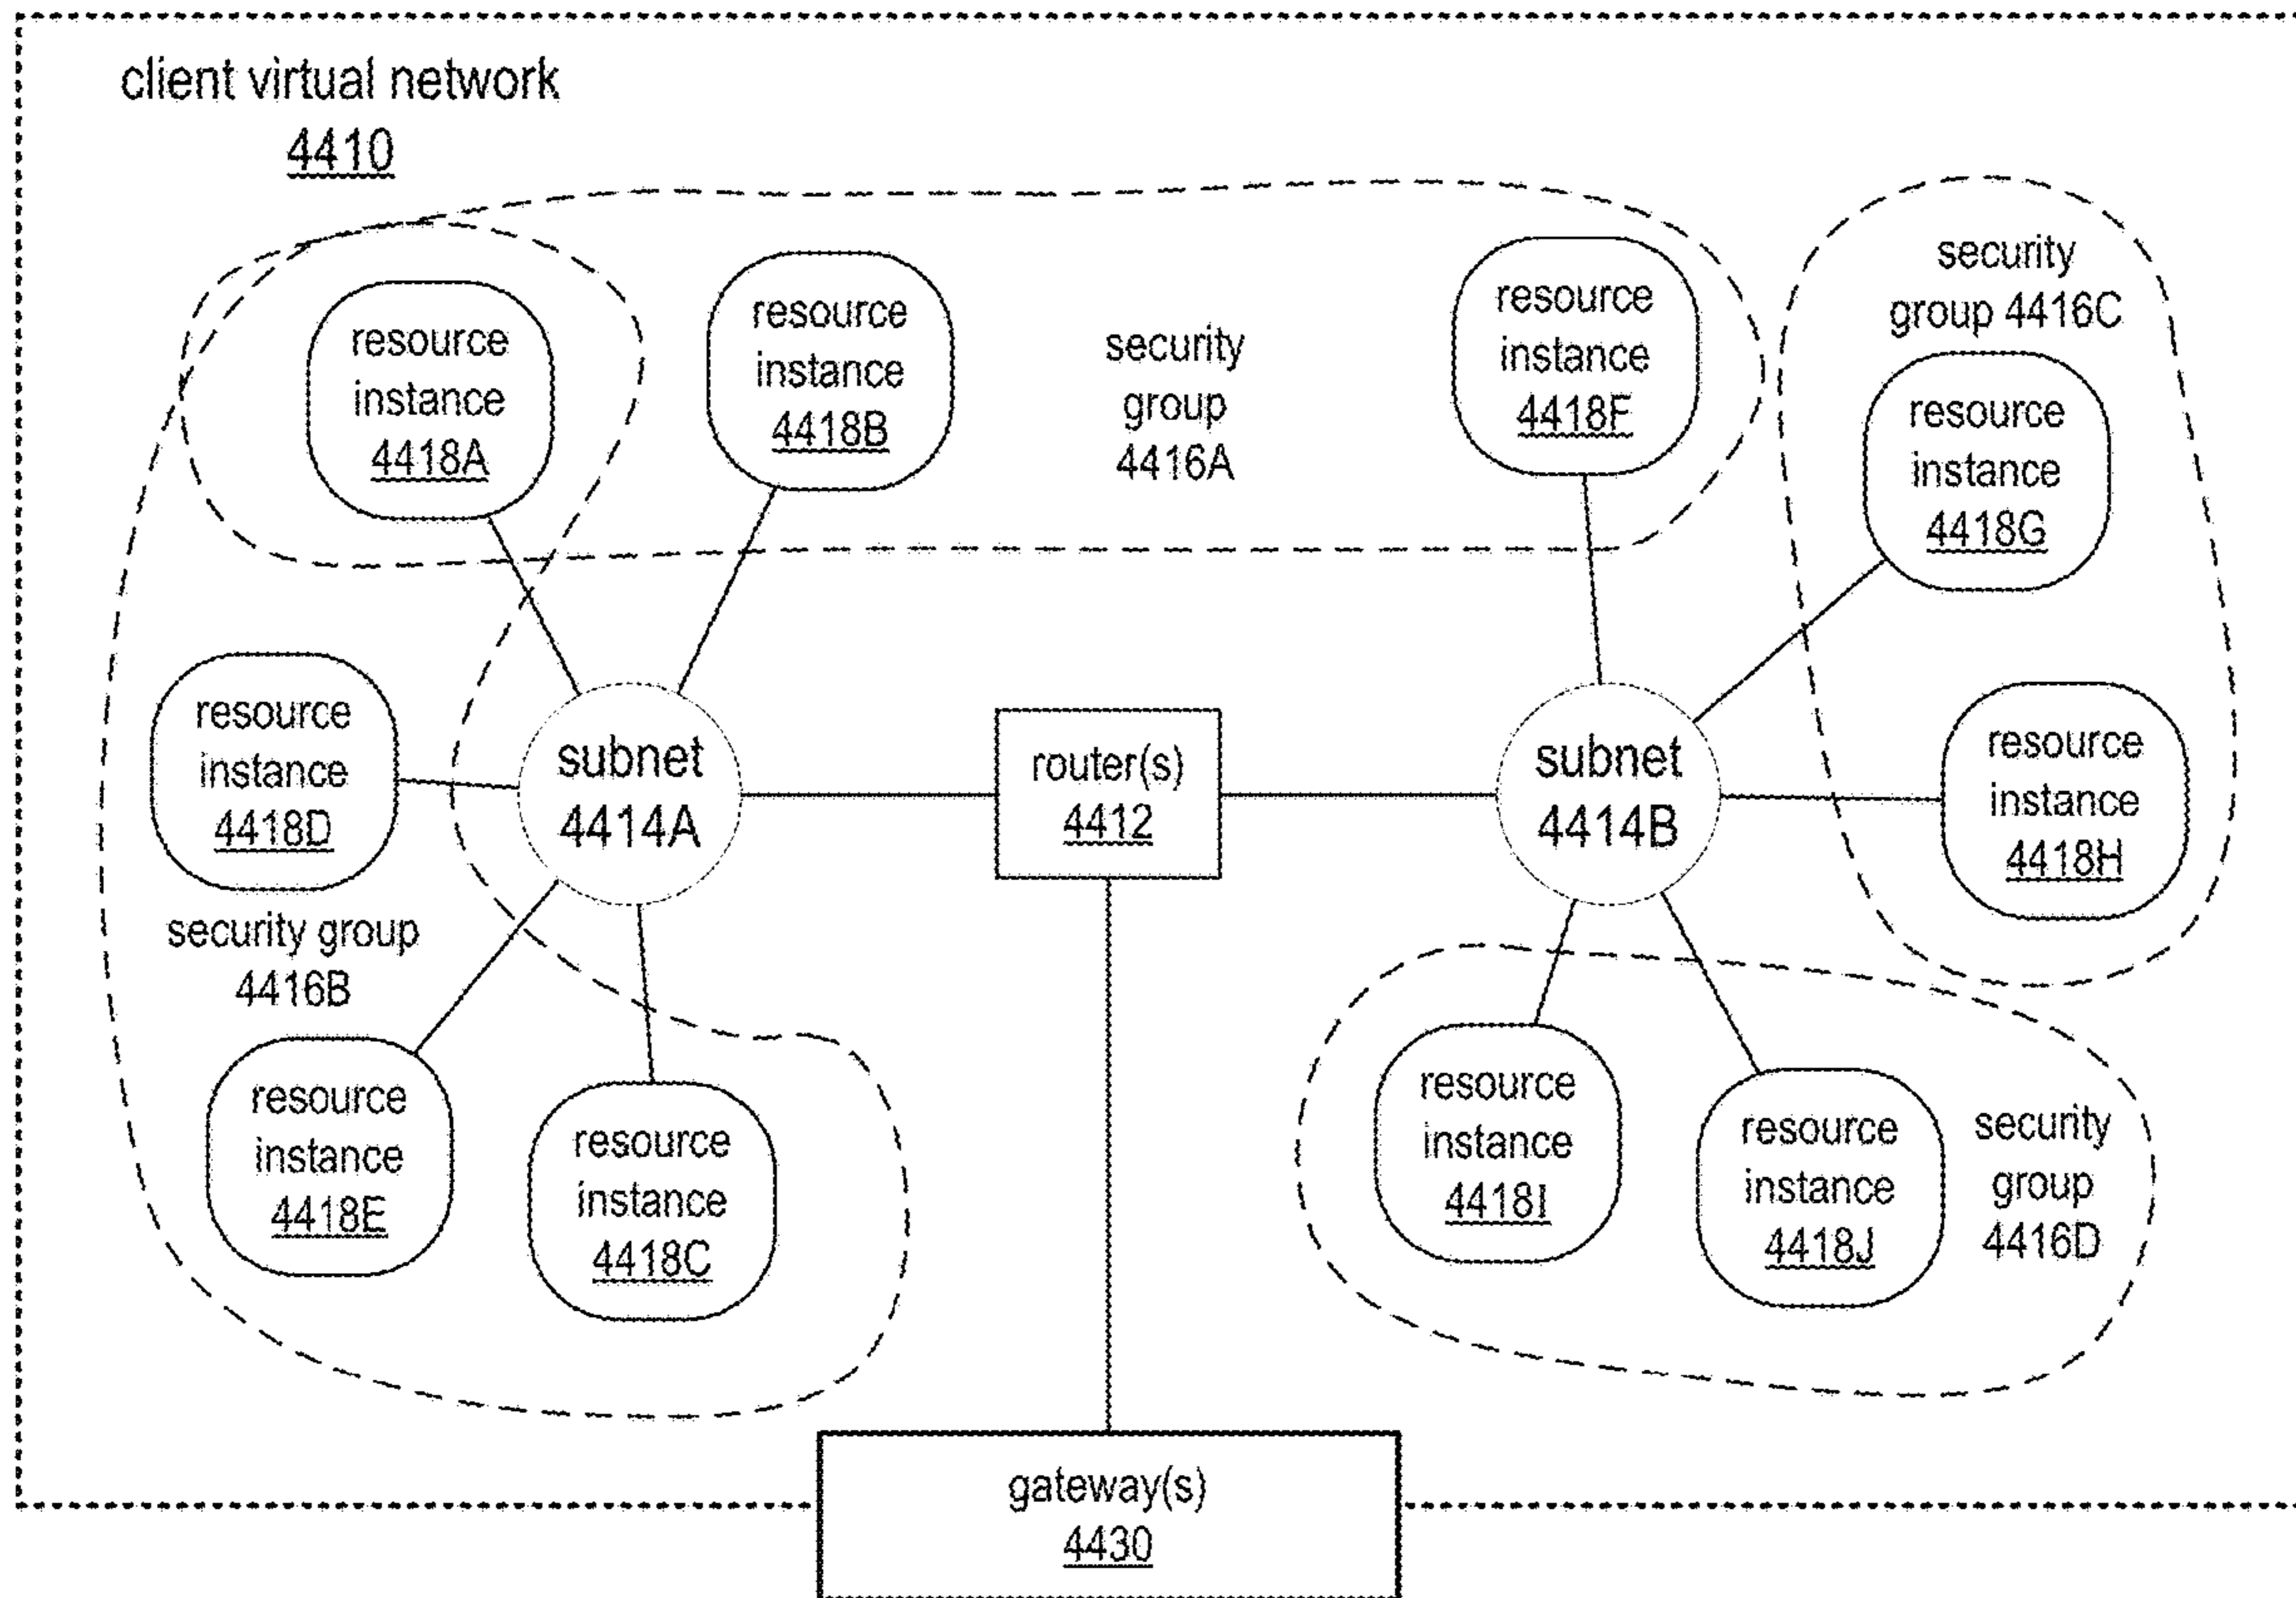 client virtual network
4410
resource
instance
4418A
resource
instance
4418B
security
group
4416A
resource
instance
4418F
security
group 4416C
resource
instance
4418G
resource
instance
4418D
subnet
4414A
router(s)
4412
subnet
4414B
resource
instance
4418H
security group
4416B
resource
instance
4418E
resource
instance
4418C
resource
instance
4418I
resource
instance
4418J
security
group
4416D
gateway(s)
4430